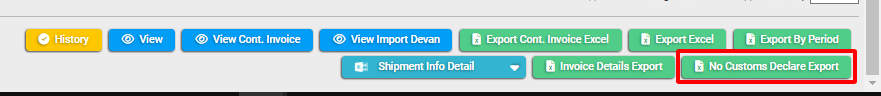 History View View Cont. Invoice View Import Devan Export Cont. Invoice Excel Export Excel Export By Period
Shipment Info Detail Invoice Details Export No Customs Declare Export